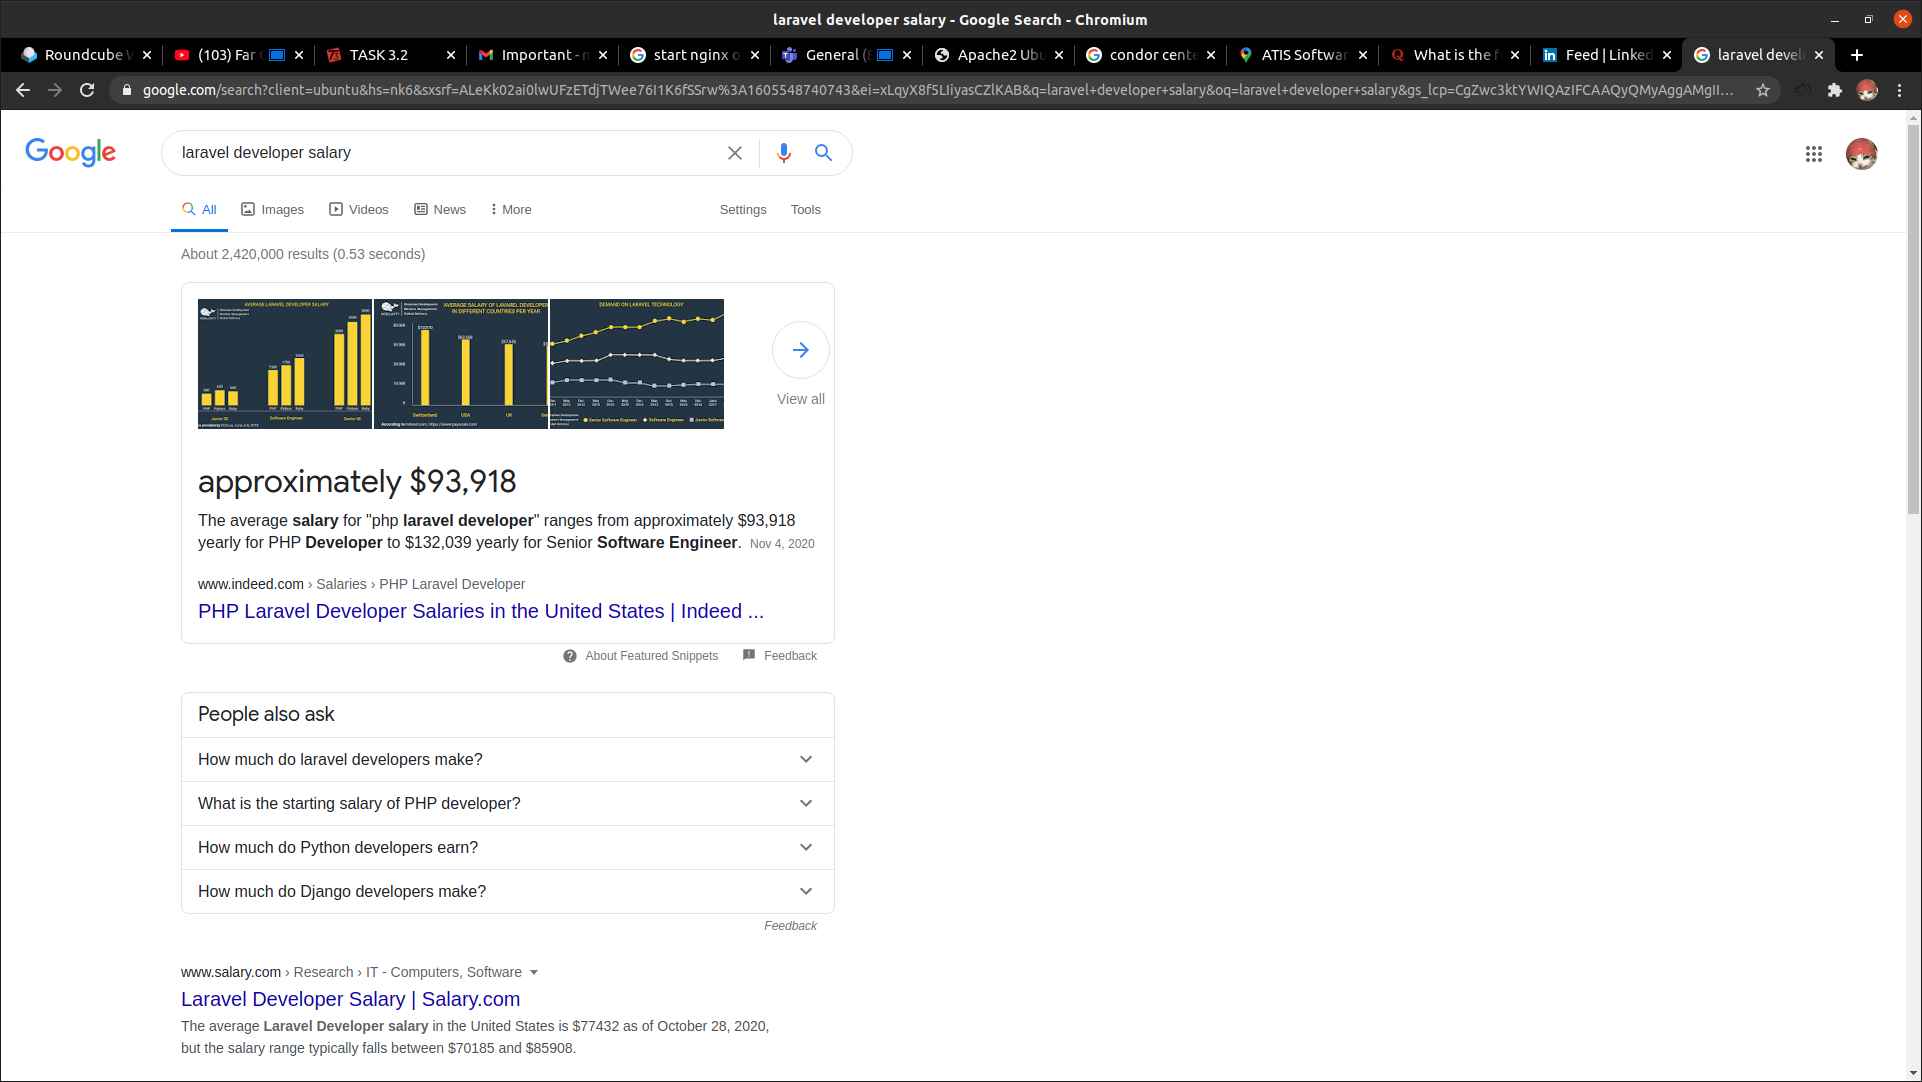 laravel developer salary - Google Search - Chromium
Roundcube
(103) Far
TASK 3.2
Important -
start nginx
General
Apache2 Ubu
condor cent
ATIS Softwar
What is the
Feed | Linked
laravel devel
google.com/search?client=ubuntu&hs=nk6&sxsrf=ALeKk02ai0lwUFzETdjTWee76I1K6fSSrw%3A1605548740743&ei=xLqyX8f5LIiyasCZlKAB&q=laravel+developer+salary&oq=laravel+developer+salary&gs_lcp=CgZwc3ktYWIQAzIFCAAQyQMyAggAMgII...
Google
laravel developer salary
All
Images
Videos
News
More
Settings
Tools
About 2,420,000 results (0.53 seconds)
AVERAGE LARAVEL DEVELOPER SALARY
AVERAGE SALARY OF LARAVEL DEVELOPER
IN DIFFERENT COUNTRIES PER YEAR
DEMAND ON LARAVEL TECHNOLOGY
Software Engineer
Switzerland
USA
UK
View all
approximately $93,918
The average salary for "php laravel developer" ranges from approximately $93,918
yearly for PHP Developer to $132,039 yearly for Senior Software Engineer. Nov 4, 2020
www.indeed.com › Salaries › PHP Laravel Developer
PHP Laravel Developer Salaries in the United States | Indeed ...
About Featured Snippets
Feedback
People also ask
How much do laravel developers make?
What is the starting salary of PHP developer?
How much do Python developers earn?
How much do Django developers make?
Feedback
www.salary.com › Research › IT - Computers, Software
Laravel Developer Salary | Salary.com
The average Laravel Developer salary in the United States is $77432 as of October 28, 2020,
but the salary range typically falls between $70185 and $85908.